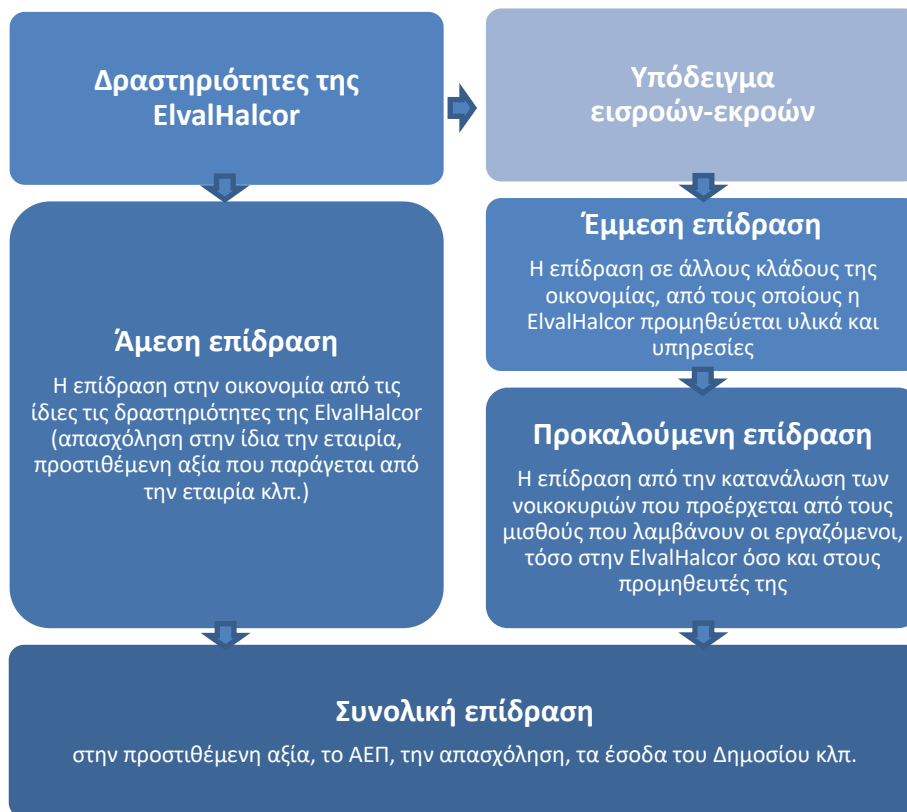 Δραστηριότητες της
ElvalHalcor
Υπόδειγμα
εισροών-εκροών
Άμεση επίδραση
Η επίδραση στην οικονομία από τις
ίδιες τις δραστηριότητες της ElvalHalcor
(απασχόληση στην ίδια την εταιρία,
προστιθέμενη αξία που παράγεται από
την εταιρία κλπ.)
Έμμεση επίδραση
Η επίδραση σε άλλους κλάδους της
οικονομίας, από τους οποίους η
ElvalHalcor προμηθεύεται υλικά και
υπηρεσίες
Προκαλούμενη επίδραση
Η επίδραση από την κατανάλωση των
νοικοκυριών που προέρχεται από τους
μισθούς που λαμβάνουν οι εργαζόμενοι,
τόσο στην ElvalHalcor όσο και στους
προμηθευτές της
Συνολική επίδραση
στην προστιθέμενη αξία, το ΑΕΠ, την απασχόληση, τα έσοδα του Δημοσίου κλπ.